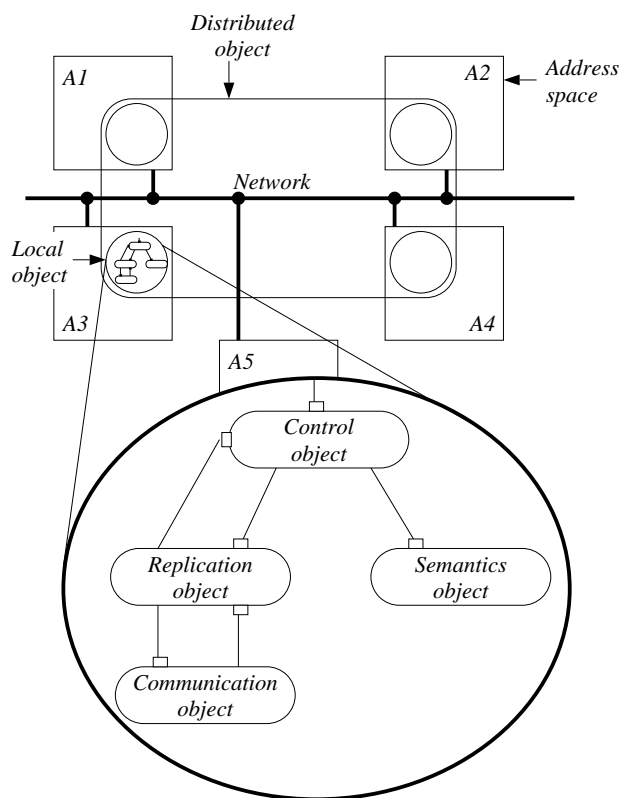 Distributed
object
A1
A2
Address
space
Network
Local
object
A3
A4
A5
Control
object
Replication
object
Semantics
object
Communication
object